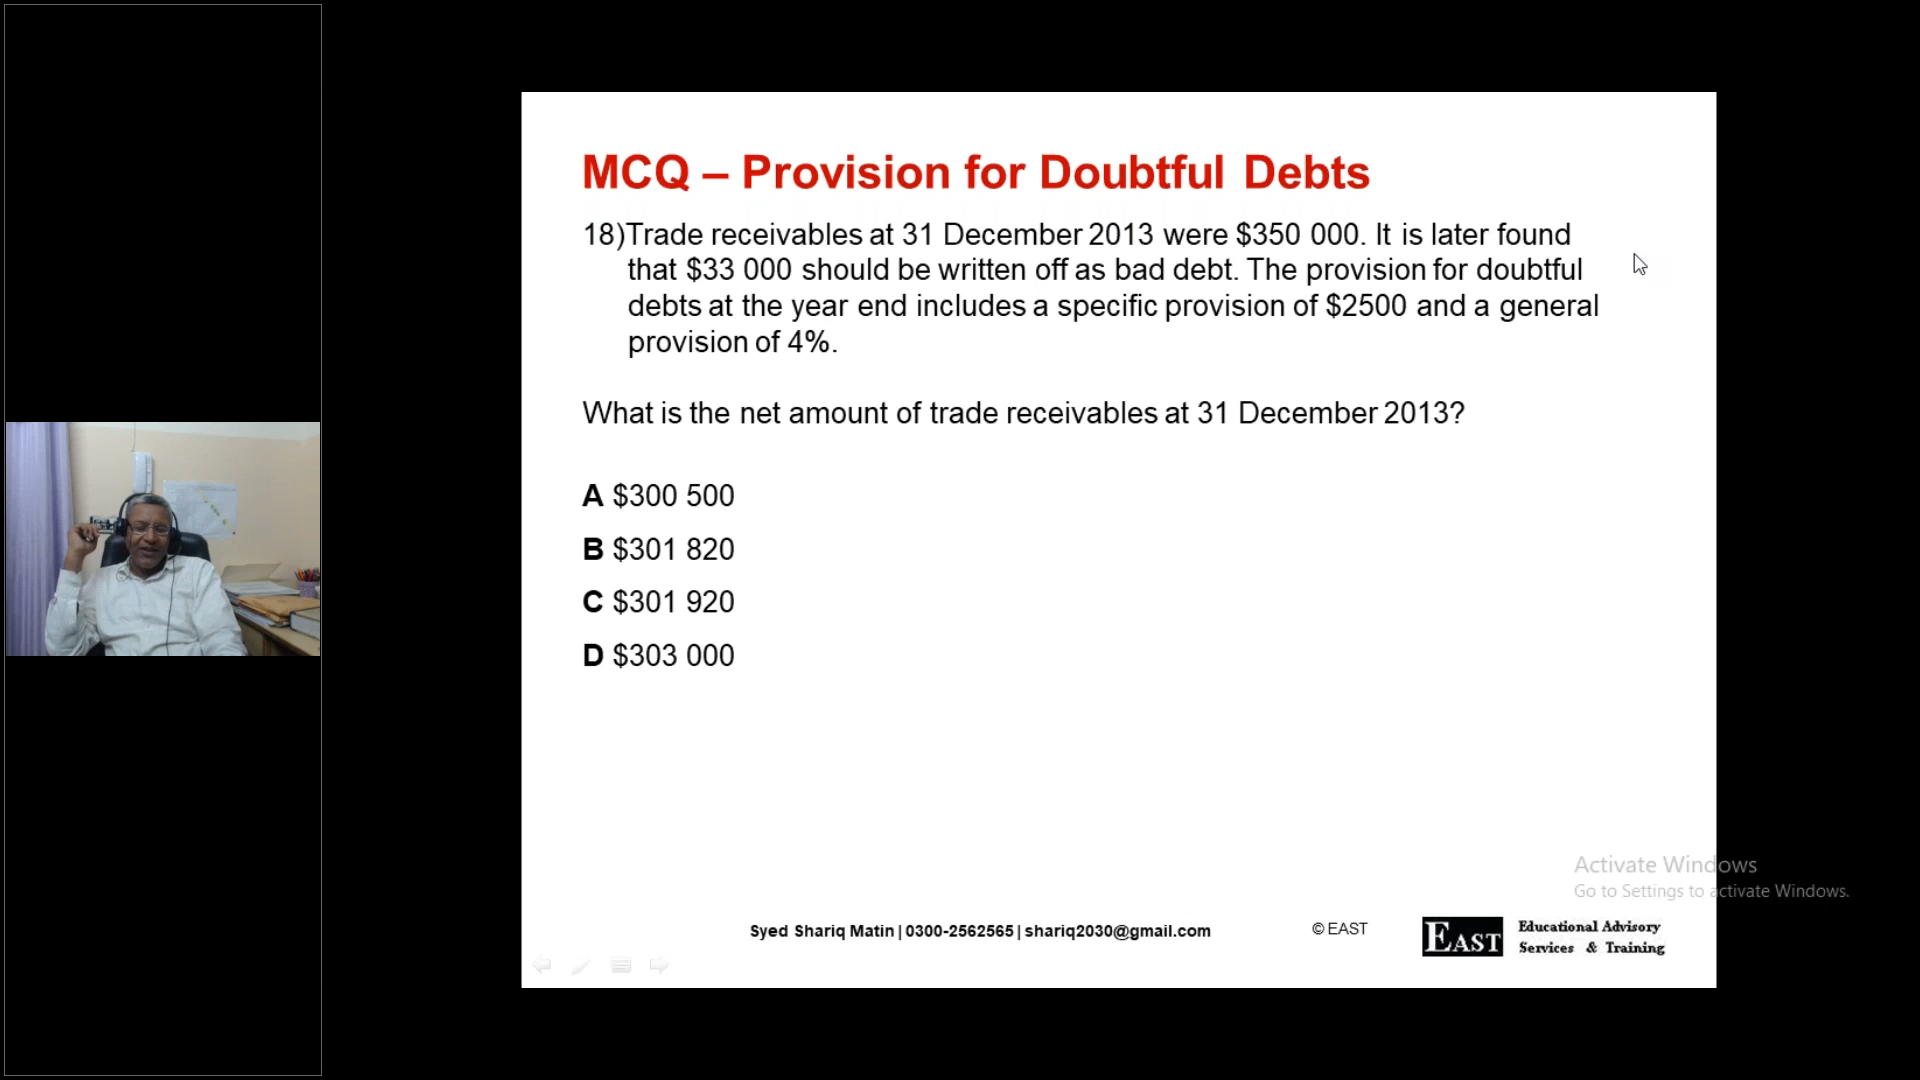 MCQ – Provision for Doubtful Debts
18)Trade receivables at 31 December 2013 were $350 000. It is later found
that $33 000 should be written off as bad debt. The provision for doubtful
debts at the year end includes a specific provision of $2500 and a general
provision of 4%.
What is the net amount of trade receivables at 31 December 2013?
A $300 500
B $301 820
C $301 920
D $303 000
Activate Windows
Go to Settings to activate Windows.
Syed Shariq Matin | 0300-2562565 | shariq2030@gmail.com
© EAST
EAST
Educational Advisory
Services & Training